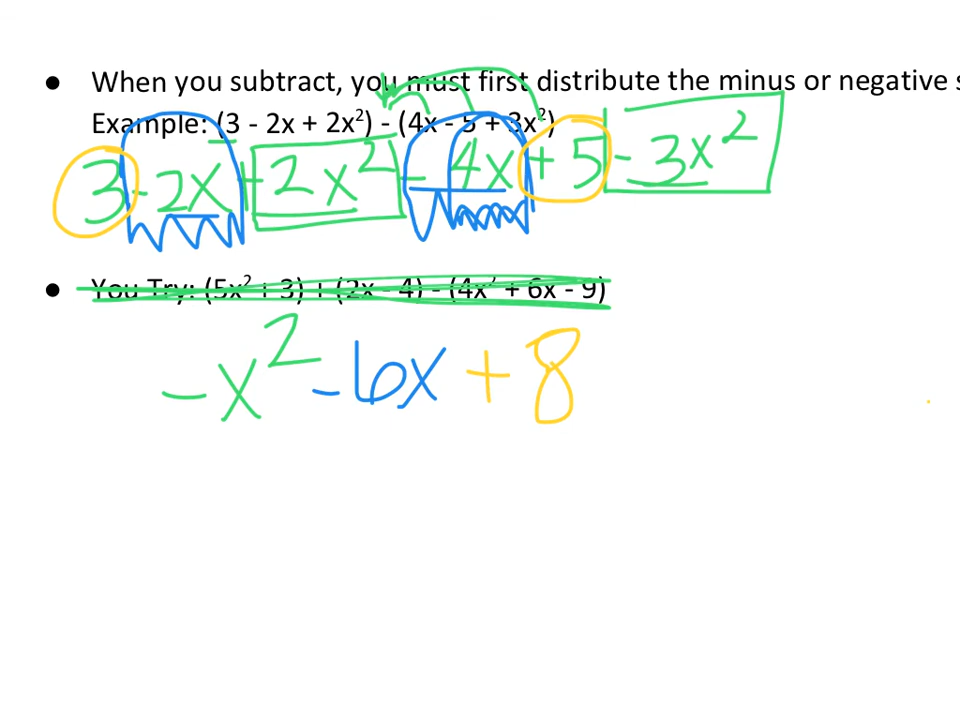 ● When you subtract, you must first distribute the minus or negative s
Example: (3 - 2x + 2x²) - (4x - 5 + 3x²)
3 - 2x + 2x² - 4x + 5 - 3x²
● You Try: (5x² + 3) + (2x - 4) - (4x² + 6x - 9)
-x² - 6x + 8